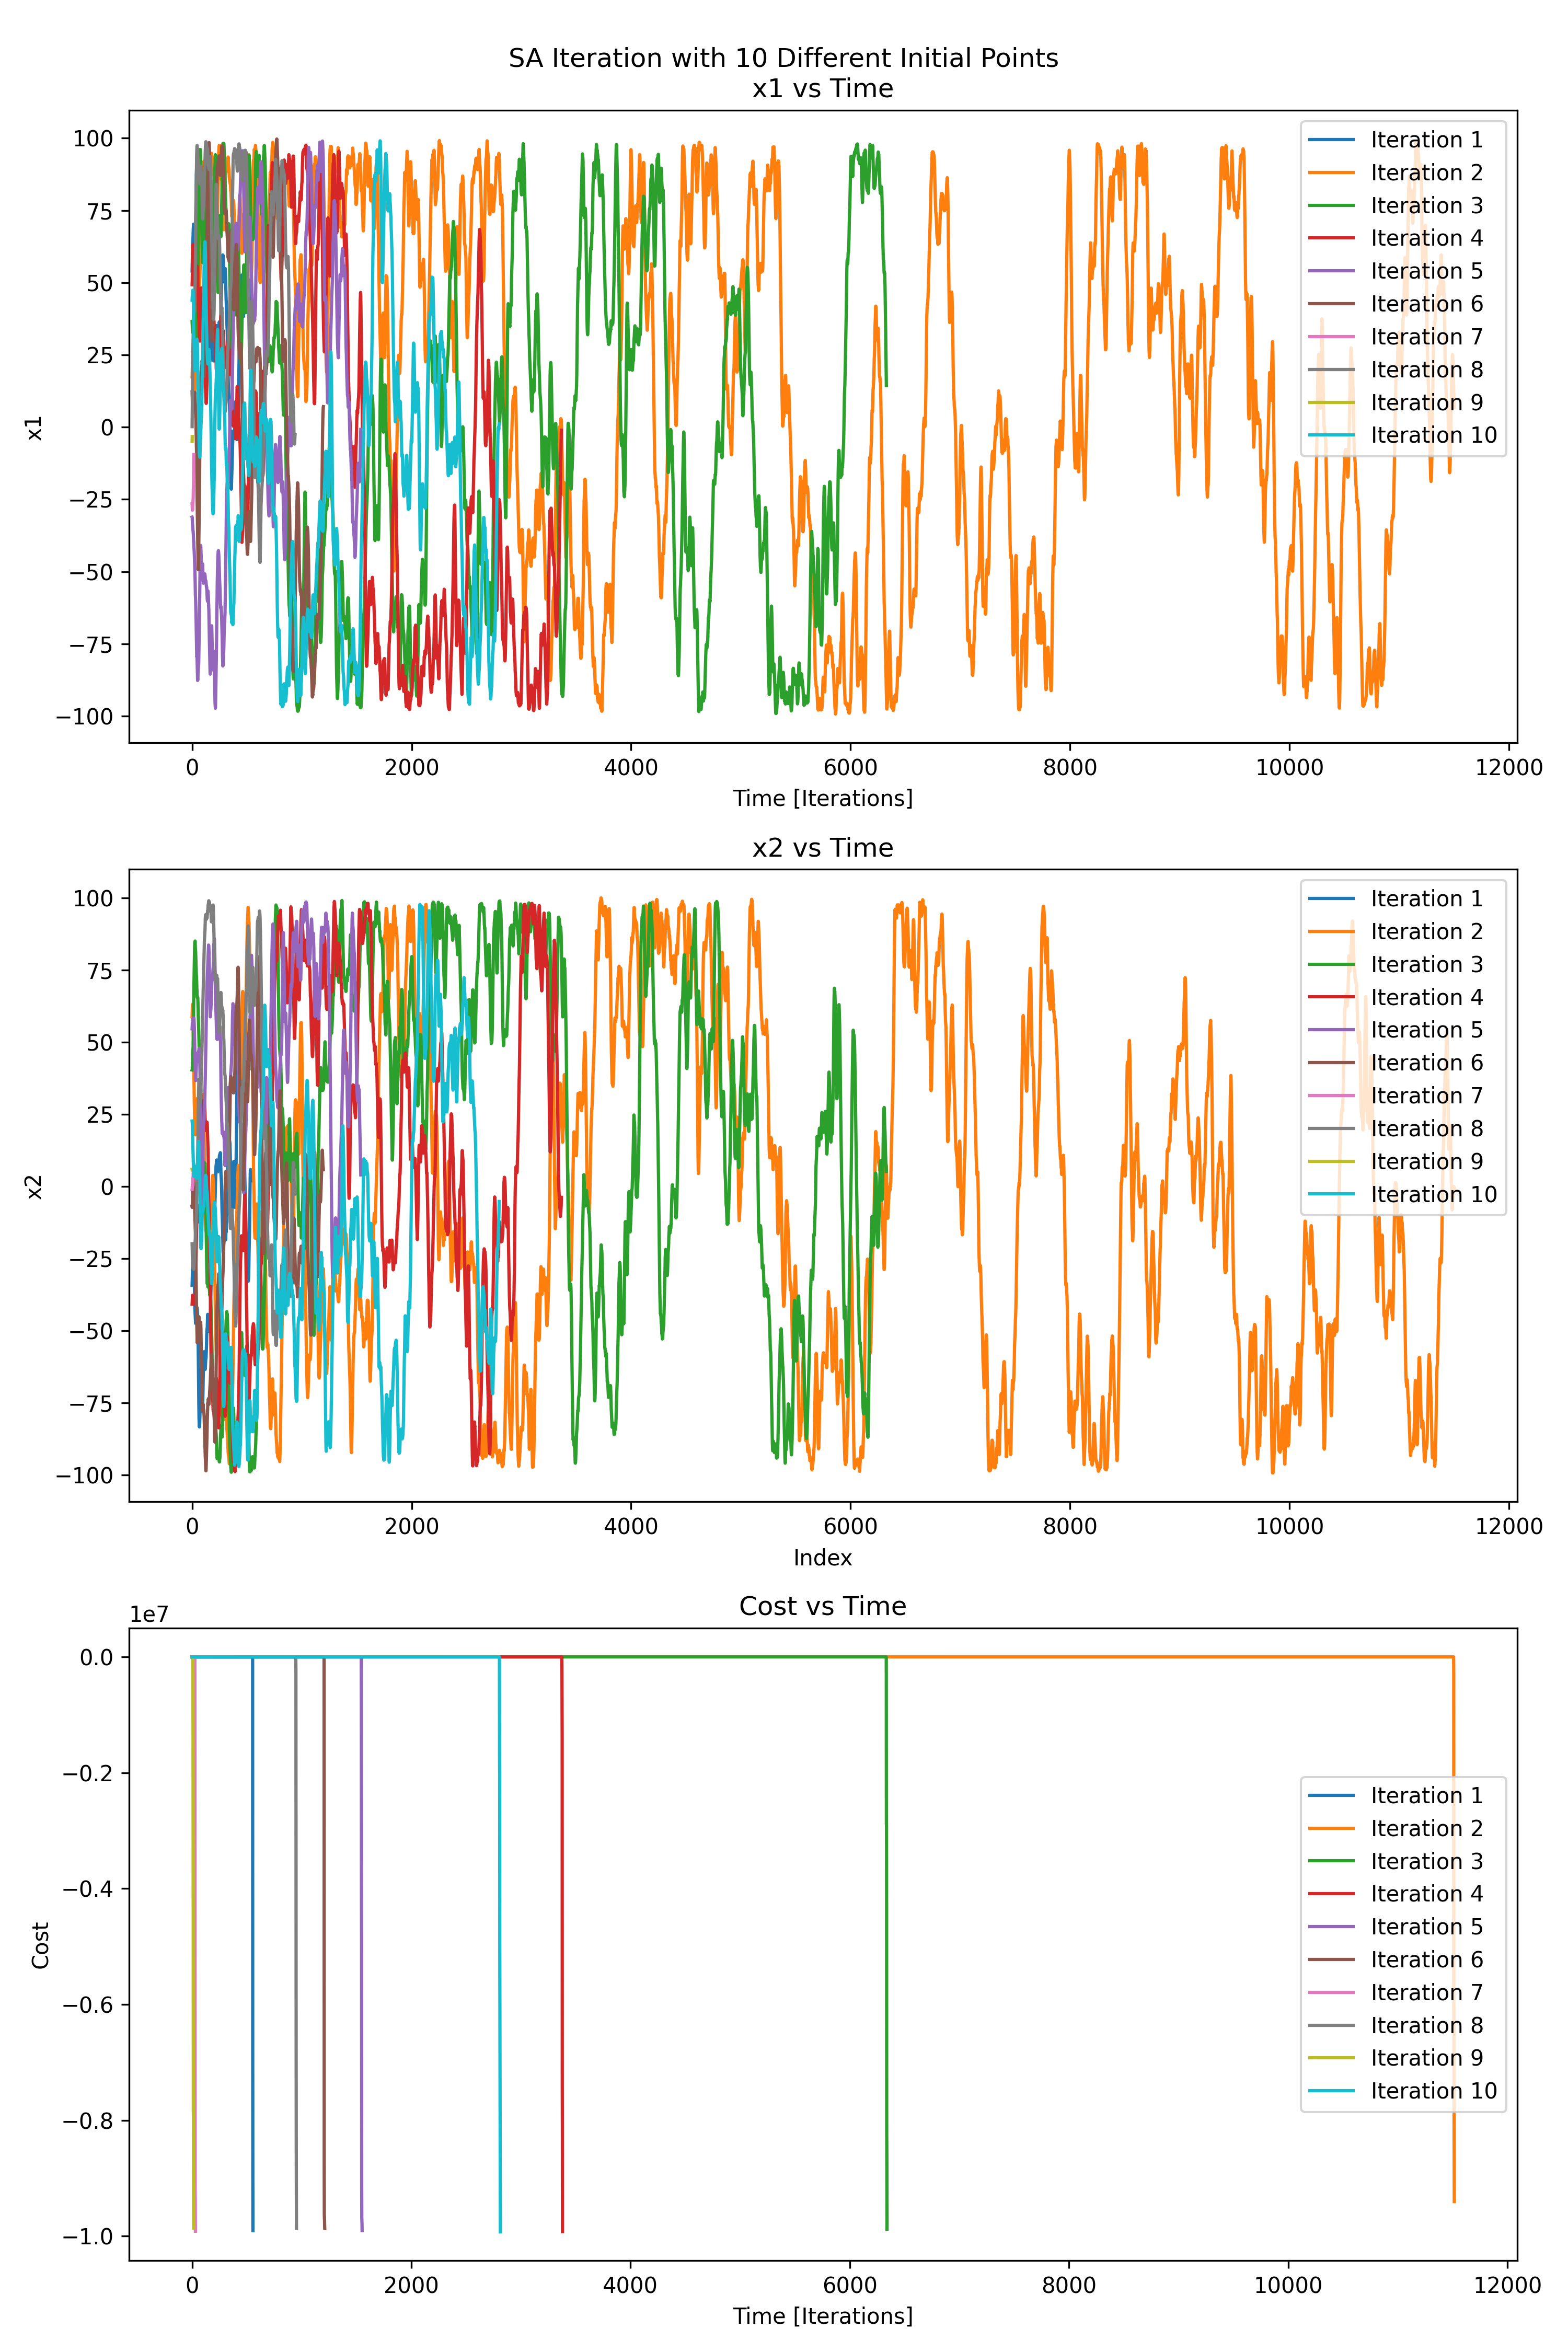 SA Iteration with 10 Different Initial Points
x1 vs Time
100
75
50
25
0
−25
−50
−75
−100
x1
0 2000 4000 6000 8000 10000 12000
Time [Iterations]
Iteration 1
Iteration 2
Iteration 3
Iteration 4
Iteration 5
Iteration 6
Iteration 7
Iteration 8
Iteration 9
Iteration 10
x2 vs Time
100
75
50
25
0
−25
−50
−75
−100
x2
0 2000 4000 6000 8000 10000 12000
Index
Iteration 1
Iteration 2
Iteration 3
Iteration 4
Iteration 5
Iteration 6
Iteration 7
Iteration 8
Iteration 9
Iteration 10
Cost vs Time
1e7
0.0
−0.2
−0.4
−0.6
−0.8
−1.0
Cost
0 2000 4000 6000 8000 10000 12000
Time [Iterations]
Iteration 1
Iteration 2
Iteration 3
Iteration 4
Iteration 5
Iteration 6
Iteration 7
Iteration 8
Iteration 9
Iteration 10